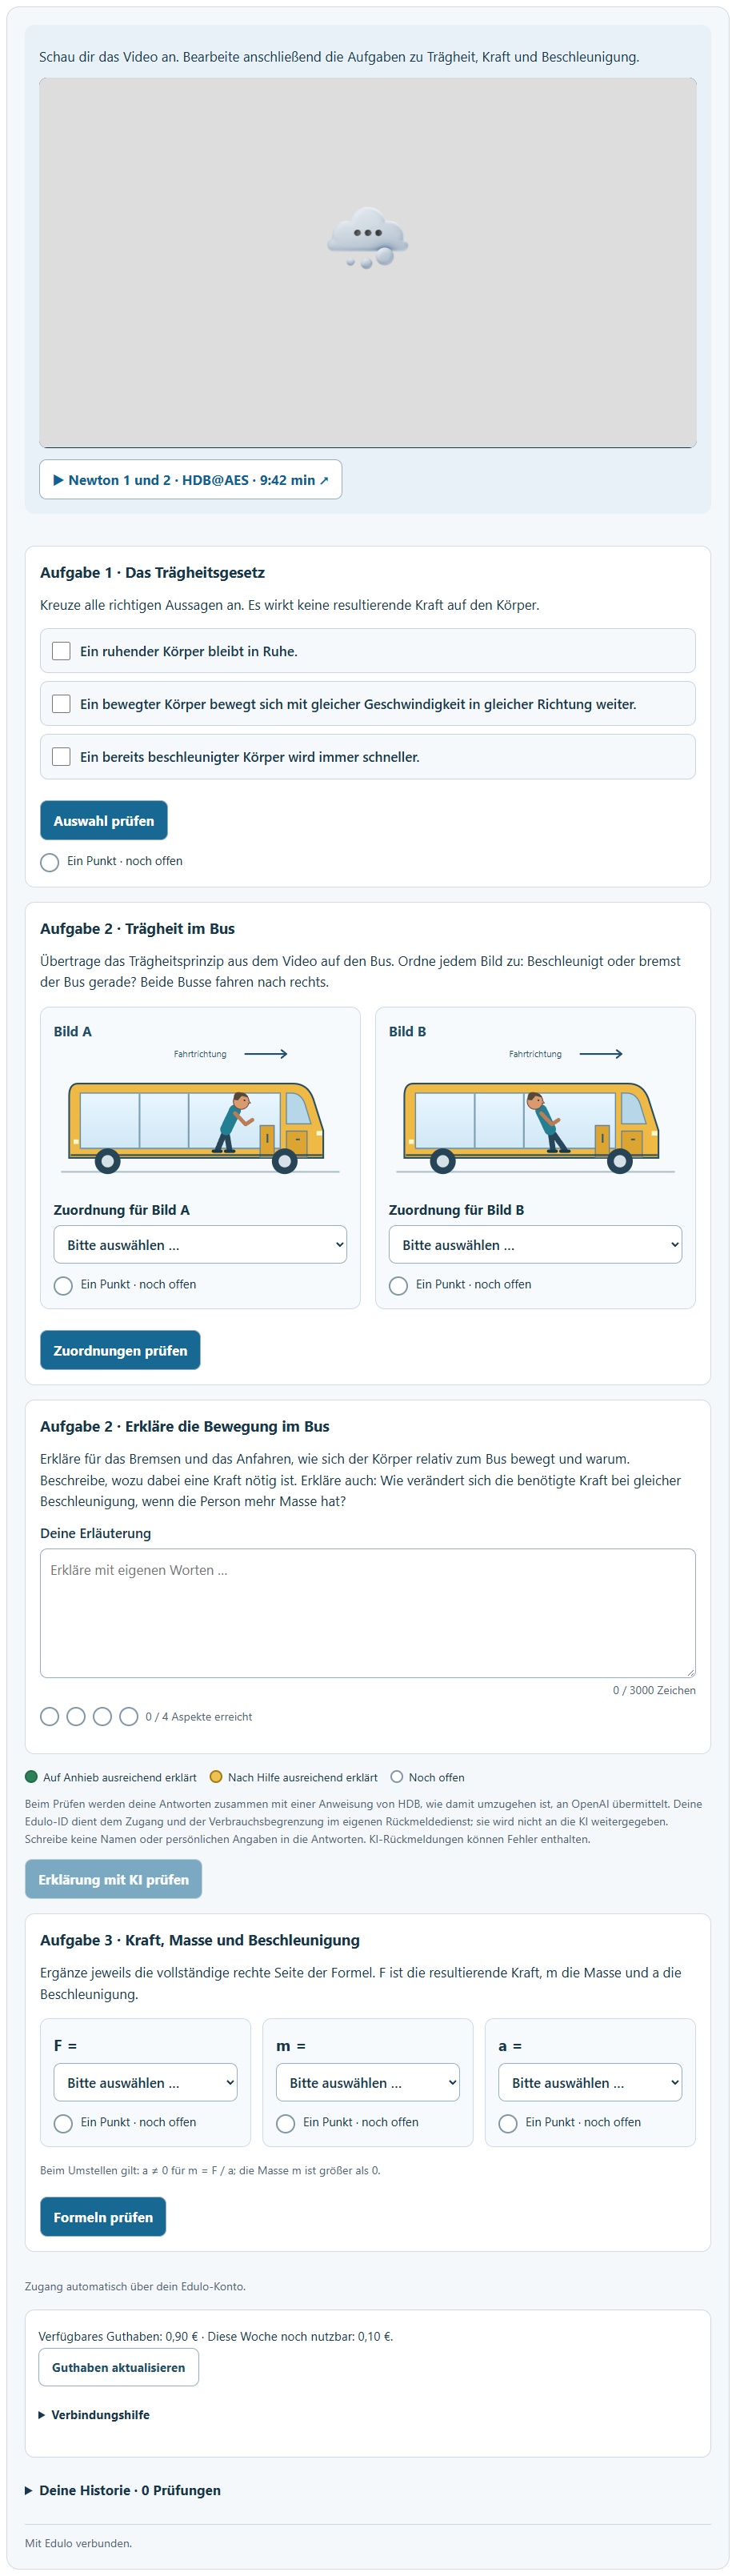 Schau dir das Video an. Bearbeite anschließend die Aufgaben zu Trägheit, Kraft und Beschleunigung.
▶ Newton 1 und 2 · HDB@AES · 9:42 min ↗
Aufgabe 1 · Das Trägheitsgesetz
Kreuze alle richtigen Aussagen an. Es wirkt keine resultierende Kraft auf den Körper.
Ein ruhender Körper bleibt in Ruhe.
Ein bewegter Körper bewegt sich mit gleicher Geschwindigkeit in gleicher Richtung weiter.
Ein bereits beschleunigter Körper wird immer schneller.
Auswahl prüfen
Ein Punkt · noch offen
Aufgabe 2 · Trägheit im Bus
Übertrage das Trägheitsprinzip aus dem Video auf den Bus. Ordne jedem Bild zu: Beschleunigt oder bremst
der Bus gerade? Beide Busse fahren nach rechts.
Bild A
Fahrtrichtung
Zuordnung für Bild A
Bitte auswählen ...
Ein Punkt · noch offen
Bild B
Fahrtrichtung
Zuordnung für Bild B
Bitte auswählen ...
Ein Punkt · noch offen
Zuordnungen prüfen
Aufgabe 2 · Erkläre die Bewegung im Bus
Erkläre für das Bremsen und das Anfahren, wie sich der Körper relativ zum Bus bewegt und warum.
Beschreibe, wozu dabei eine Kraft nötig ist. Erkläre auch: Wie verändert sich die benötigte Kraft bei gleicher
Beschleunigung, wenn die Person mehr Masse hat?
Deine Erläuterung
Erkläre mit eigenen Worten ...
0 / 3000 Zeichen
0 / 4 Aspekte erreicht
Auf Anhieb ausreichend erklärt
Nach Hilfe ausreichend erklärt
Noch offen
Beim Prüfen werden deine Antworten zusammen mit einer Anweisung von HDB, wie damit umzugehen ist, an OpenAI übermittelt. Deine
Edulo-ID dient dem Zugang und der Verbrauchsbegrenzung im eigenen Rückmeldedienst; sie wird nicht an die KI weitergegeben.
Schreibe keine Namen oder persönlichen Angaben in die Antworten. KI-Rückmeldungen können Fehler enthalten.
Erklärung mit KI prüfen
Aufgabe 3 · Kraft, Masse und Beschleunigung
Ergänze jeweils die vollständige rechte Seite der Formel. F ist die resultierende Kraft, m die Masse und a die
Beschleunigung.
F =
Bitte auswählen ...
Ein Punkt · noch offen
m =
Bitte auswählen ...
Ein Punkt · noch offen
a =
Bitte auswählen ...
Ein Punkt · noch offen
Beim Umstellen gilt: a ≠ 0 für m = F / a; die Masse m ist größer als 0.
Formeln prüfen
Zugang automatisch über dein Edulo-Konto.
Verfügbares Guthaben: 0,90 € · Diese Woche noch nutzbar: 0,10 €.
Guthaben aktualisieren
▶ Verbindungshilfe
▶ Deine Historie · 0 Prüfungen
Mit Edulo verbunden.